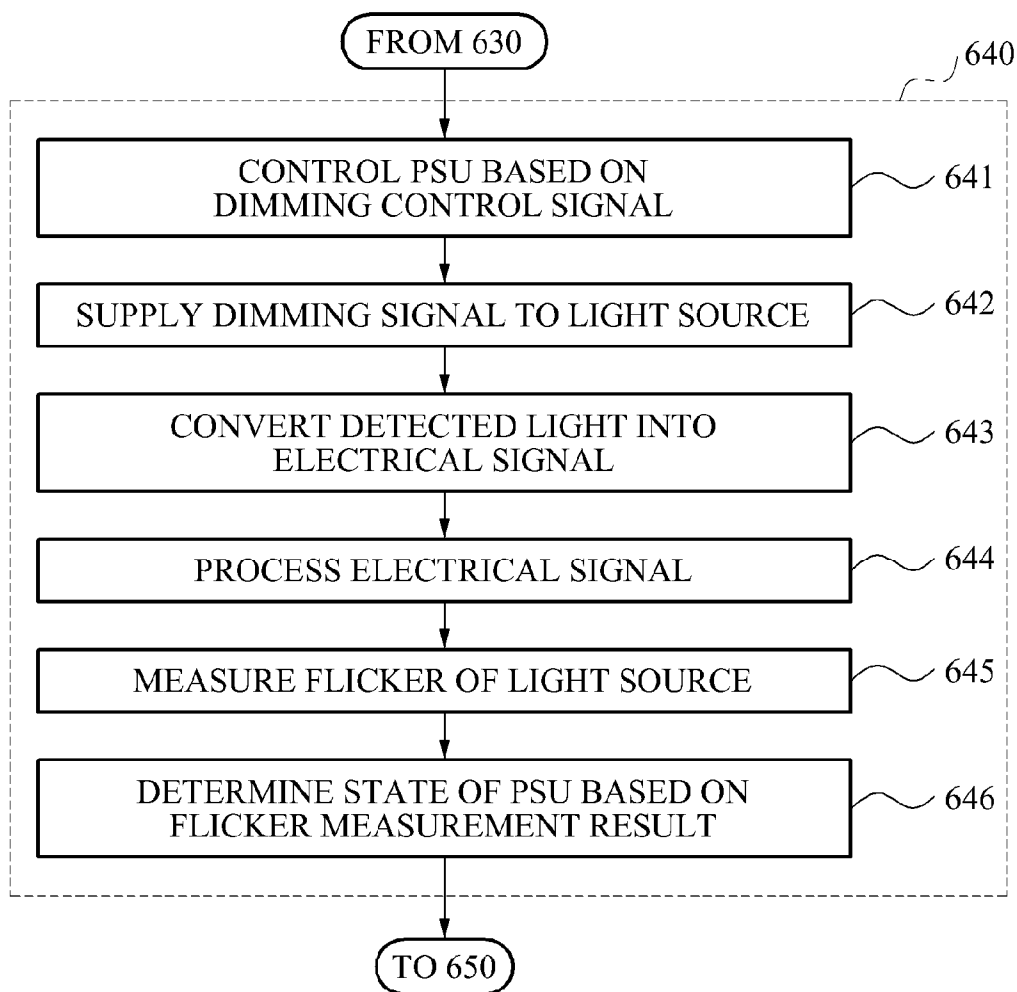 FROM 630
640
CONTROL PSU BASED ON
DIMMING CONTROL SIGNAL
641
SUPPLY DIMMING SIGNAL TO LIGHT SOURCE
642
CONVERT DETECTED LIGHT INTO
ELECTRICAL SIGNAL
643
PROCESS ELECTRICAL SIGNAL
644
MEASURE FLICKER OF LIGHT SOURCE
645
DETERMINE STATE OF PSU BASED ON
FLICKER MEASUREMENT RESULT
646
TO 650